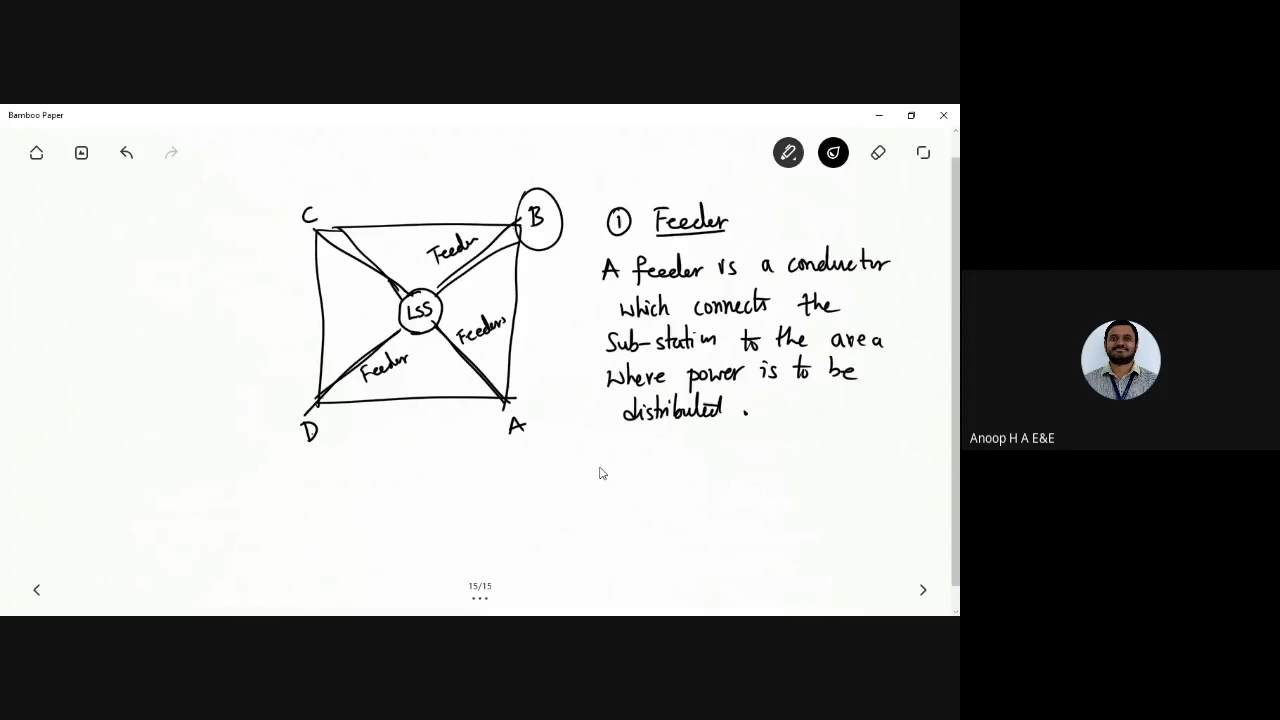 Bamboo Paper
C
B
Feeder
LSS
Feeders
Feeder
D
A
① Feeder
A feeder is a conductor
which connects the
Sub-station to the area
where power is to be
distributed .
15/15
Anoop H A E&E